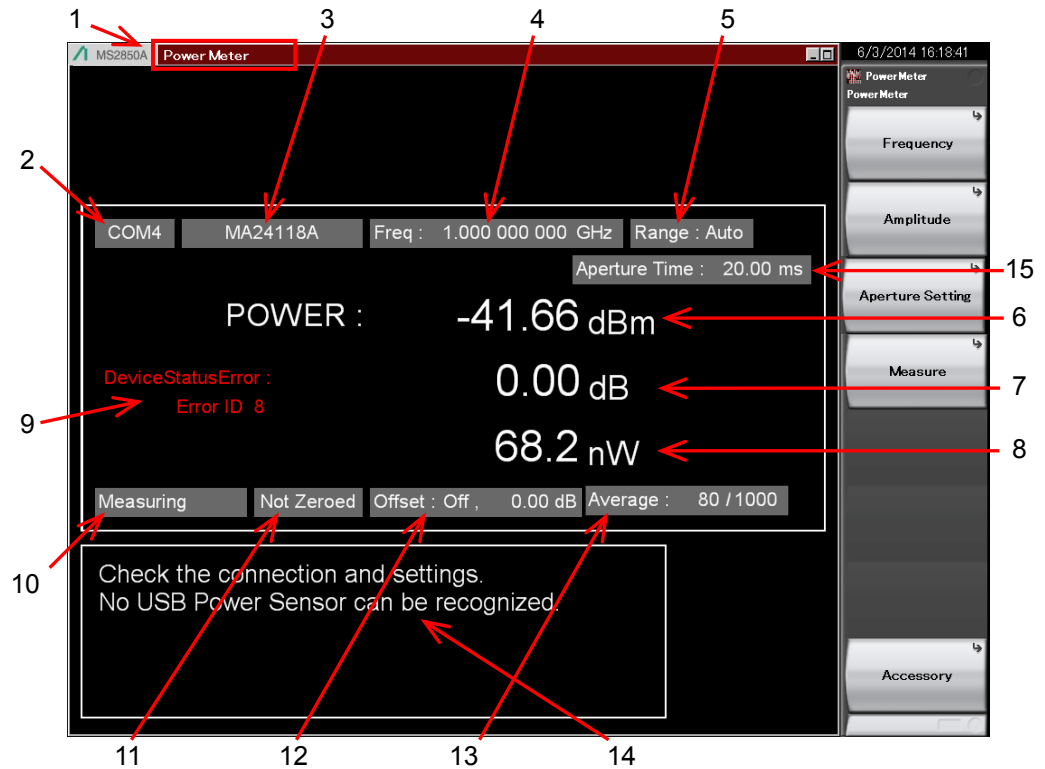 1 3 4 5
MS2850A Power Meter 6/3/2014 16:18:41
Power Meter
Power Meter
Frequency
2
Amplitude
COM4 MA24118A Freq : 1.000 000 000 GHz Range : Auto
Aperture Time : 20.00 ms 15
Aperture Setting
POWER : -41.66 dBm 6
Measure
DeviceStatusError : 0.00 dB 7
Error ID 8
9
68.2 nW 8
Measuring Not Zeroed Offset : Off , 0.00 dB Average : 80 / 1000
10
Check the connection and settings.
No USB Power Sensor can be recognized.
Accessory
11 12 13 14